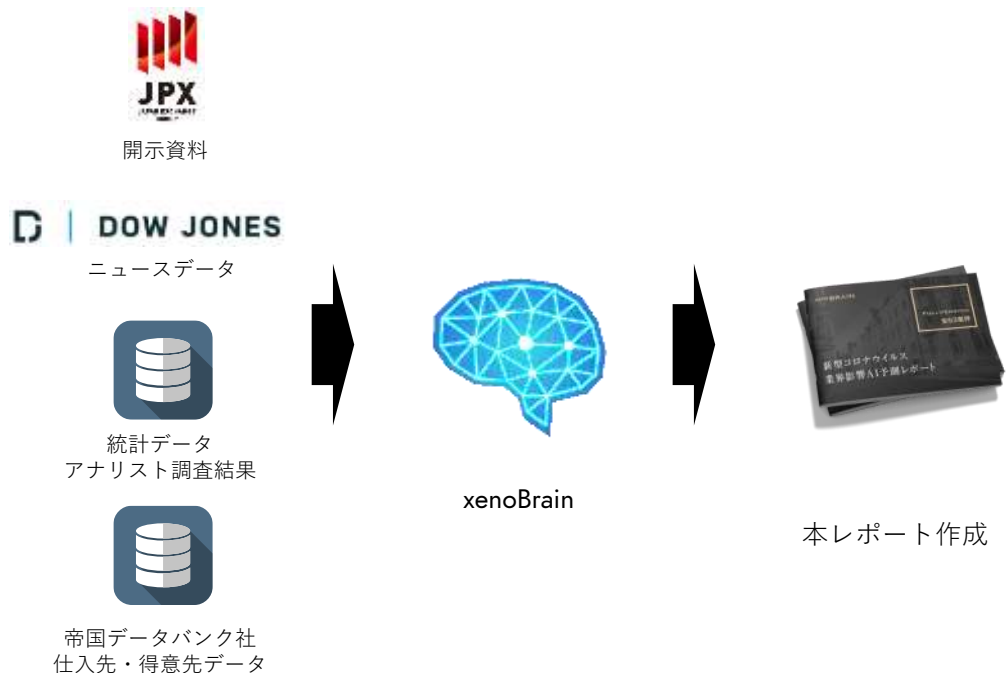 JPX
開示資料
DOW JONES
ニュースデータ
統計データ
アナリスト調査結果
帝国データバンク社
仕入先・得意先データ
xenoBrain
新型コロナウイルス
業界影響AI予測レポート
本レポート作成